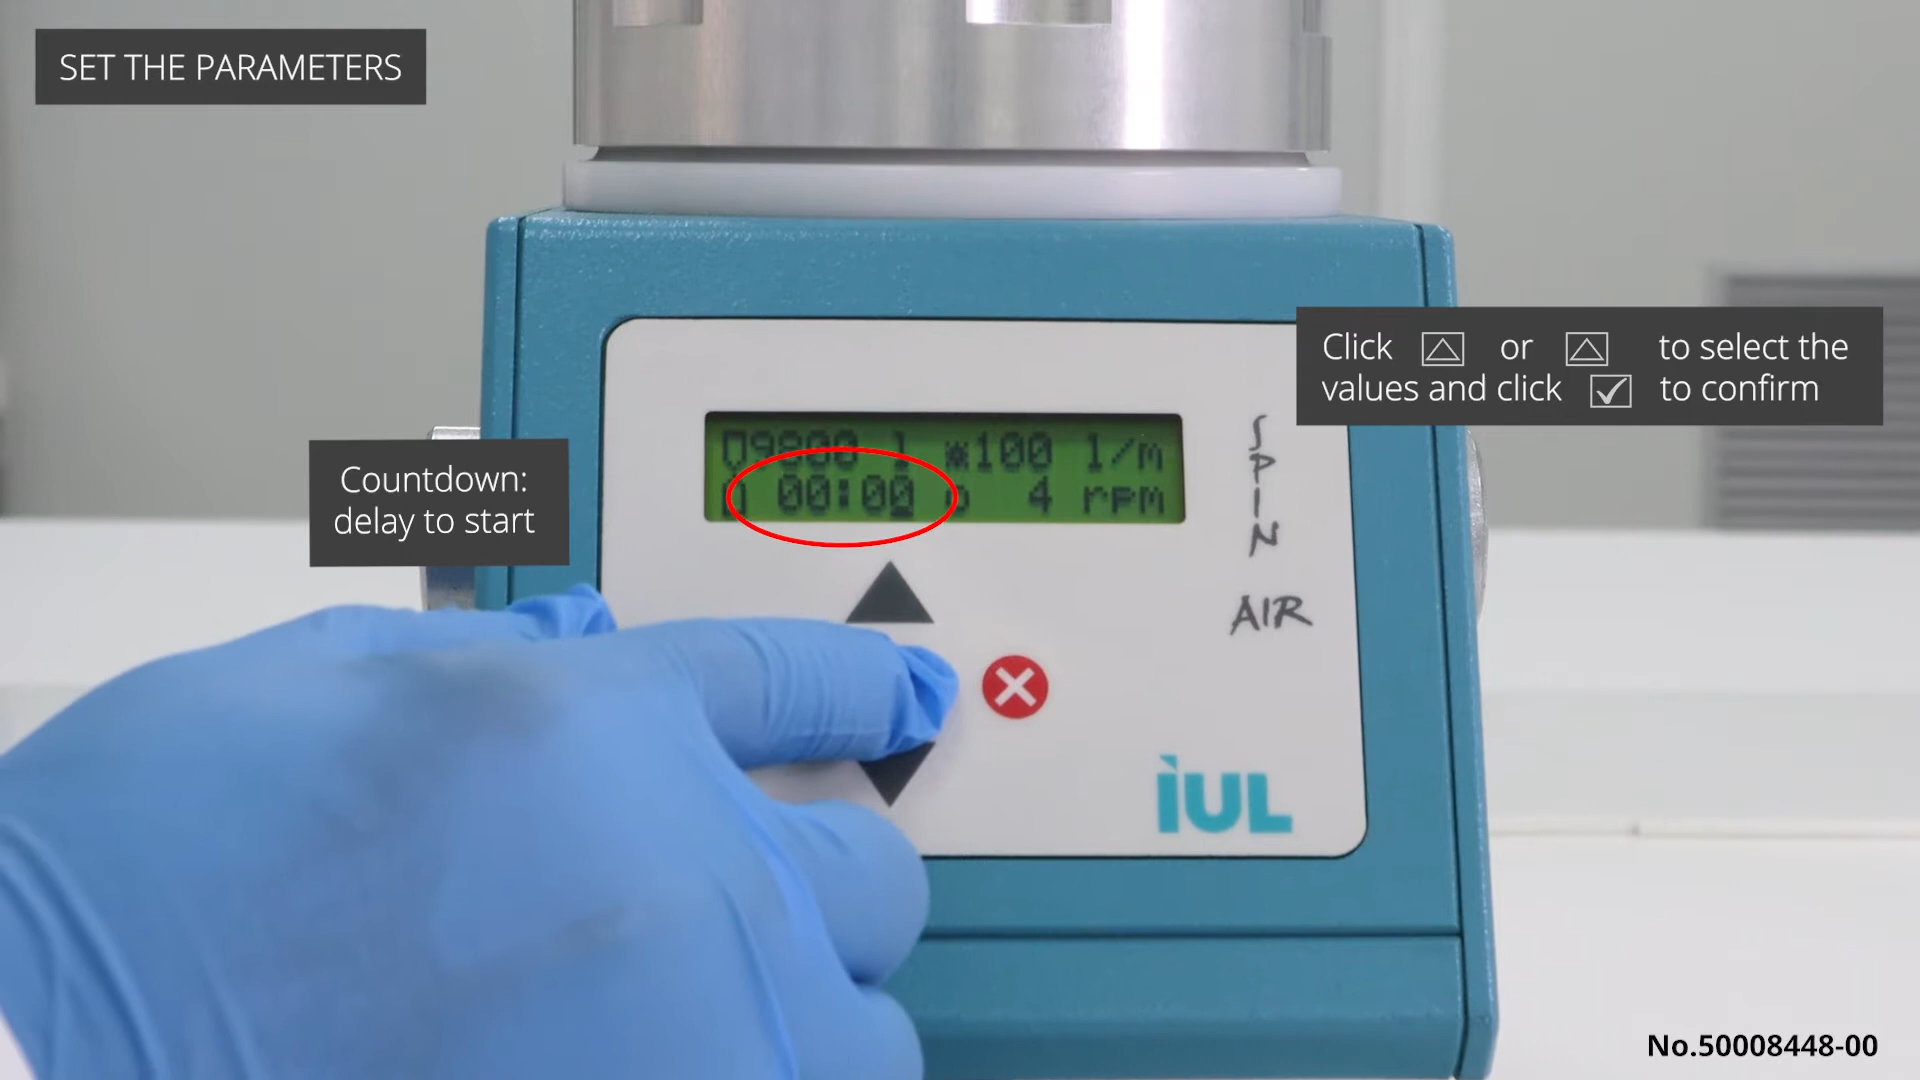 SET THE PARAMETERS
Click or to select the
values and click to confirm
Countdown:
delay to start
9800 l *100 l/m
00:00 4 rpm
SPIN
AIR
iUL
No.50008448-00